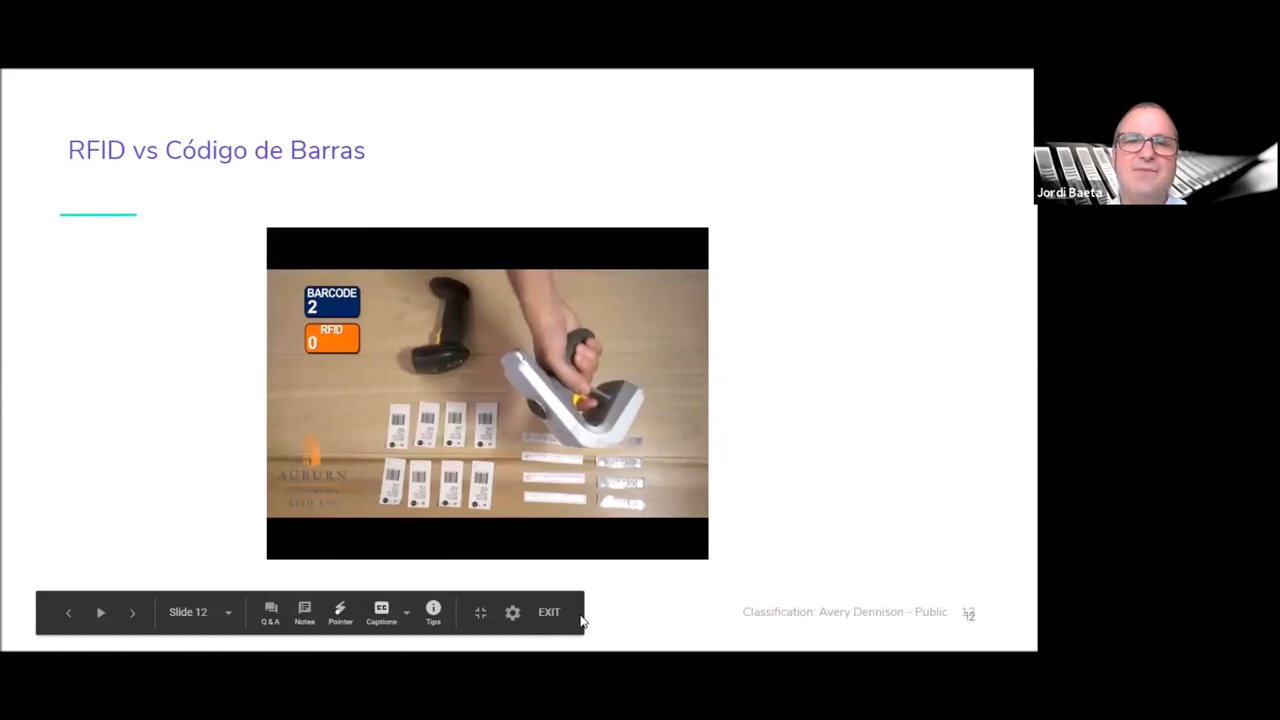 RFID vs Código de Barras
Jordi Baeta
BARCODE
2
RFID
0
AUBURN
Slide 12
Q & A
Notes
Pointer
Captions
Tips
EXIT
Classification: Avery Dennison - Public
12